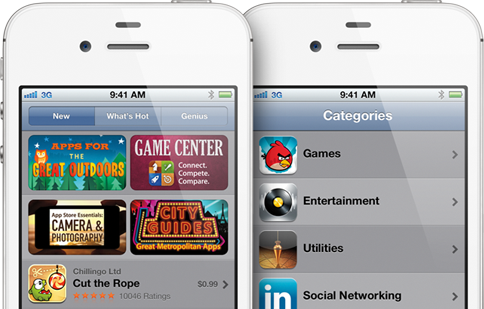 3G 9:41 AM
New What's Hot Genius
APPS FOR
THE
GREAT OUTDOORS
GAME CENTER
Connect.
Compete.
Compare.
App Store Essentials:
CAMERA &
PHOTOGRAPHY
CITY
GUIDES
Great Metropolitan Apps
Chillingo Ltd
Cut the Rope $0.99
10046 Ratings
3G 9:41 AM
Categories
Games
Entertainment
Utilities
in
Social Networking